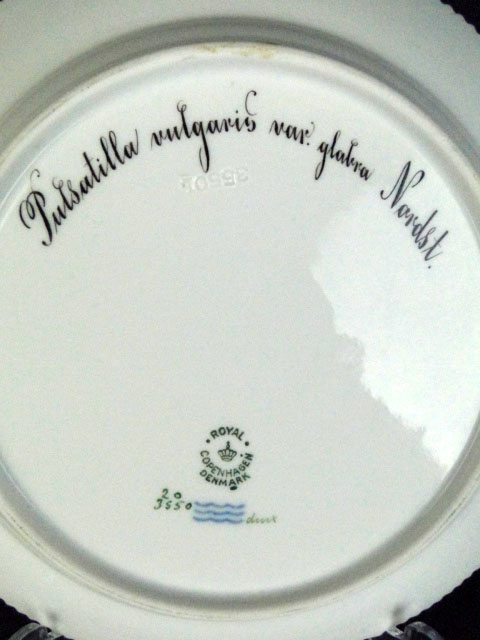 Pulsatilla vulgaris var. glabra Nordst.
ROYAL
COPENHAGEN
DENMARK
20
3550